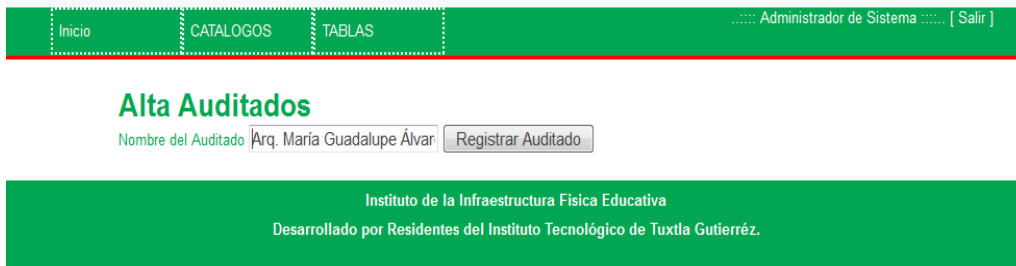 ..:::: Administrador de Sistema ::::.. [ Salir ]
Inicio CATALOGOS TABLAS
Alta Auditados
Nombre del Auditado Arq. María Guadalupe Álvar Registrar Auditado
Instituto de la Infraestructura Física Educativa
Desarrollado por Residentes del Instituto Tecnológico de Tuxtla Gutierréz.